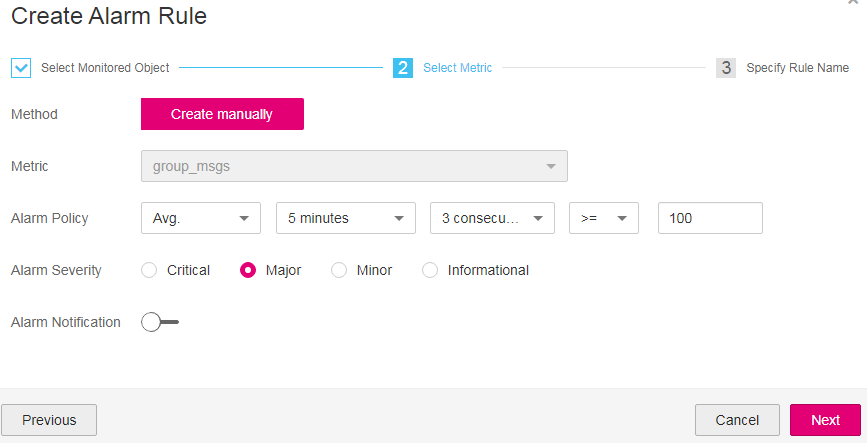 Create Alarm Rule
Select Monitored Object 2 Select Metric 3 Specify Rule Name
Method Create manually
Metric group_msgs
Alarm Policy Avg. 5 minutes 3 consecu... >= 100
Alarm Severity Critical Major Minor Informational
Alarm Notification
Previous Cancel Next